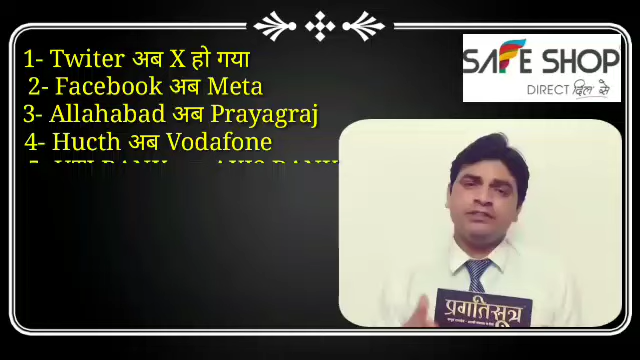 1- Twiter अब X हो गया
2- Facebook अब Meta
3- Allahabad अब Prayagraj
4- Hucth अब Vodafone
SAFE SHOP
DIRECT दिल से
प्रगतिसूत्र